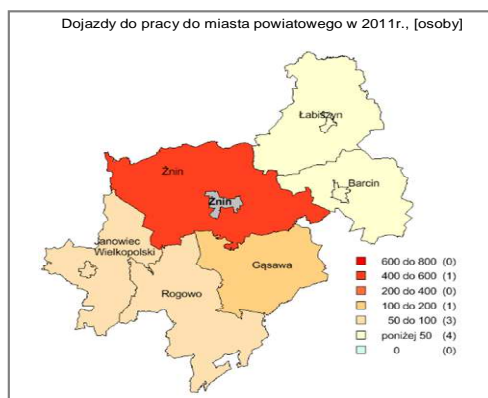 Dojazdy do pracy do miasta powiatowego w 2011r., [osoby]
Łabiszyn
Żnin
Barcin
Żnin
Janowiec
Wielkopolski
Gąsawa
Rogowo
600 do 800 (0)
400 do 600 (1)
200 do 400 (0)
100 do 200 (1)
50 do 100 (3)
poniżej 50 (4)
0 (0)